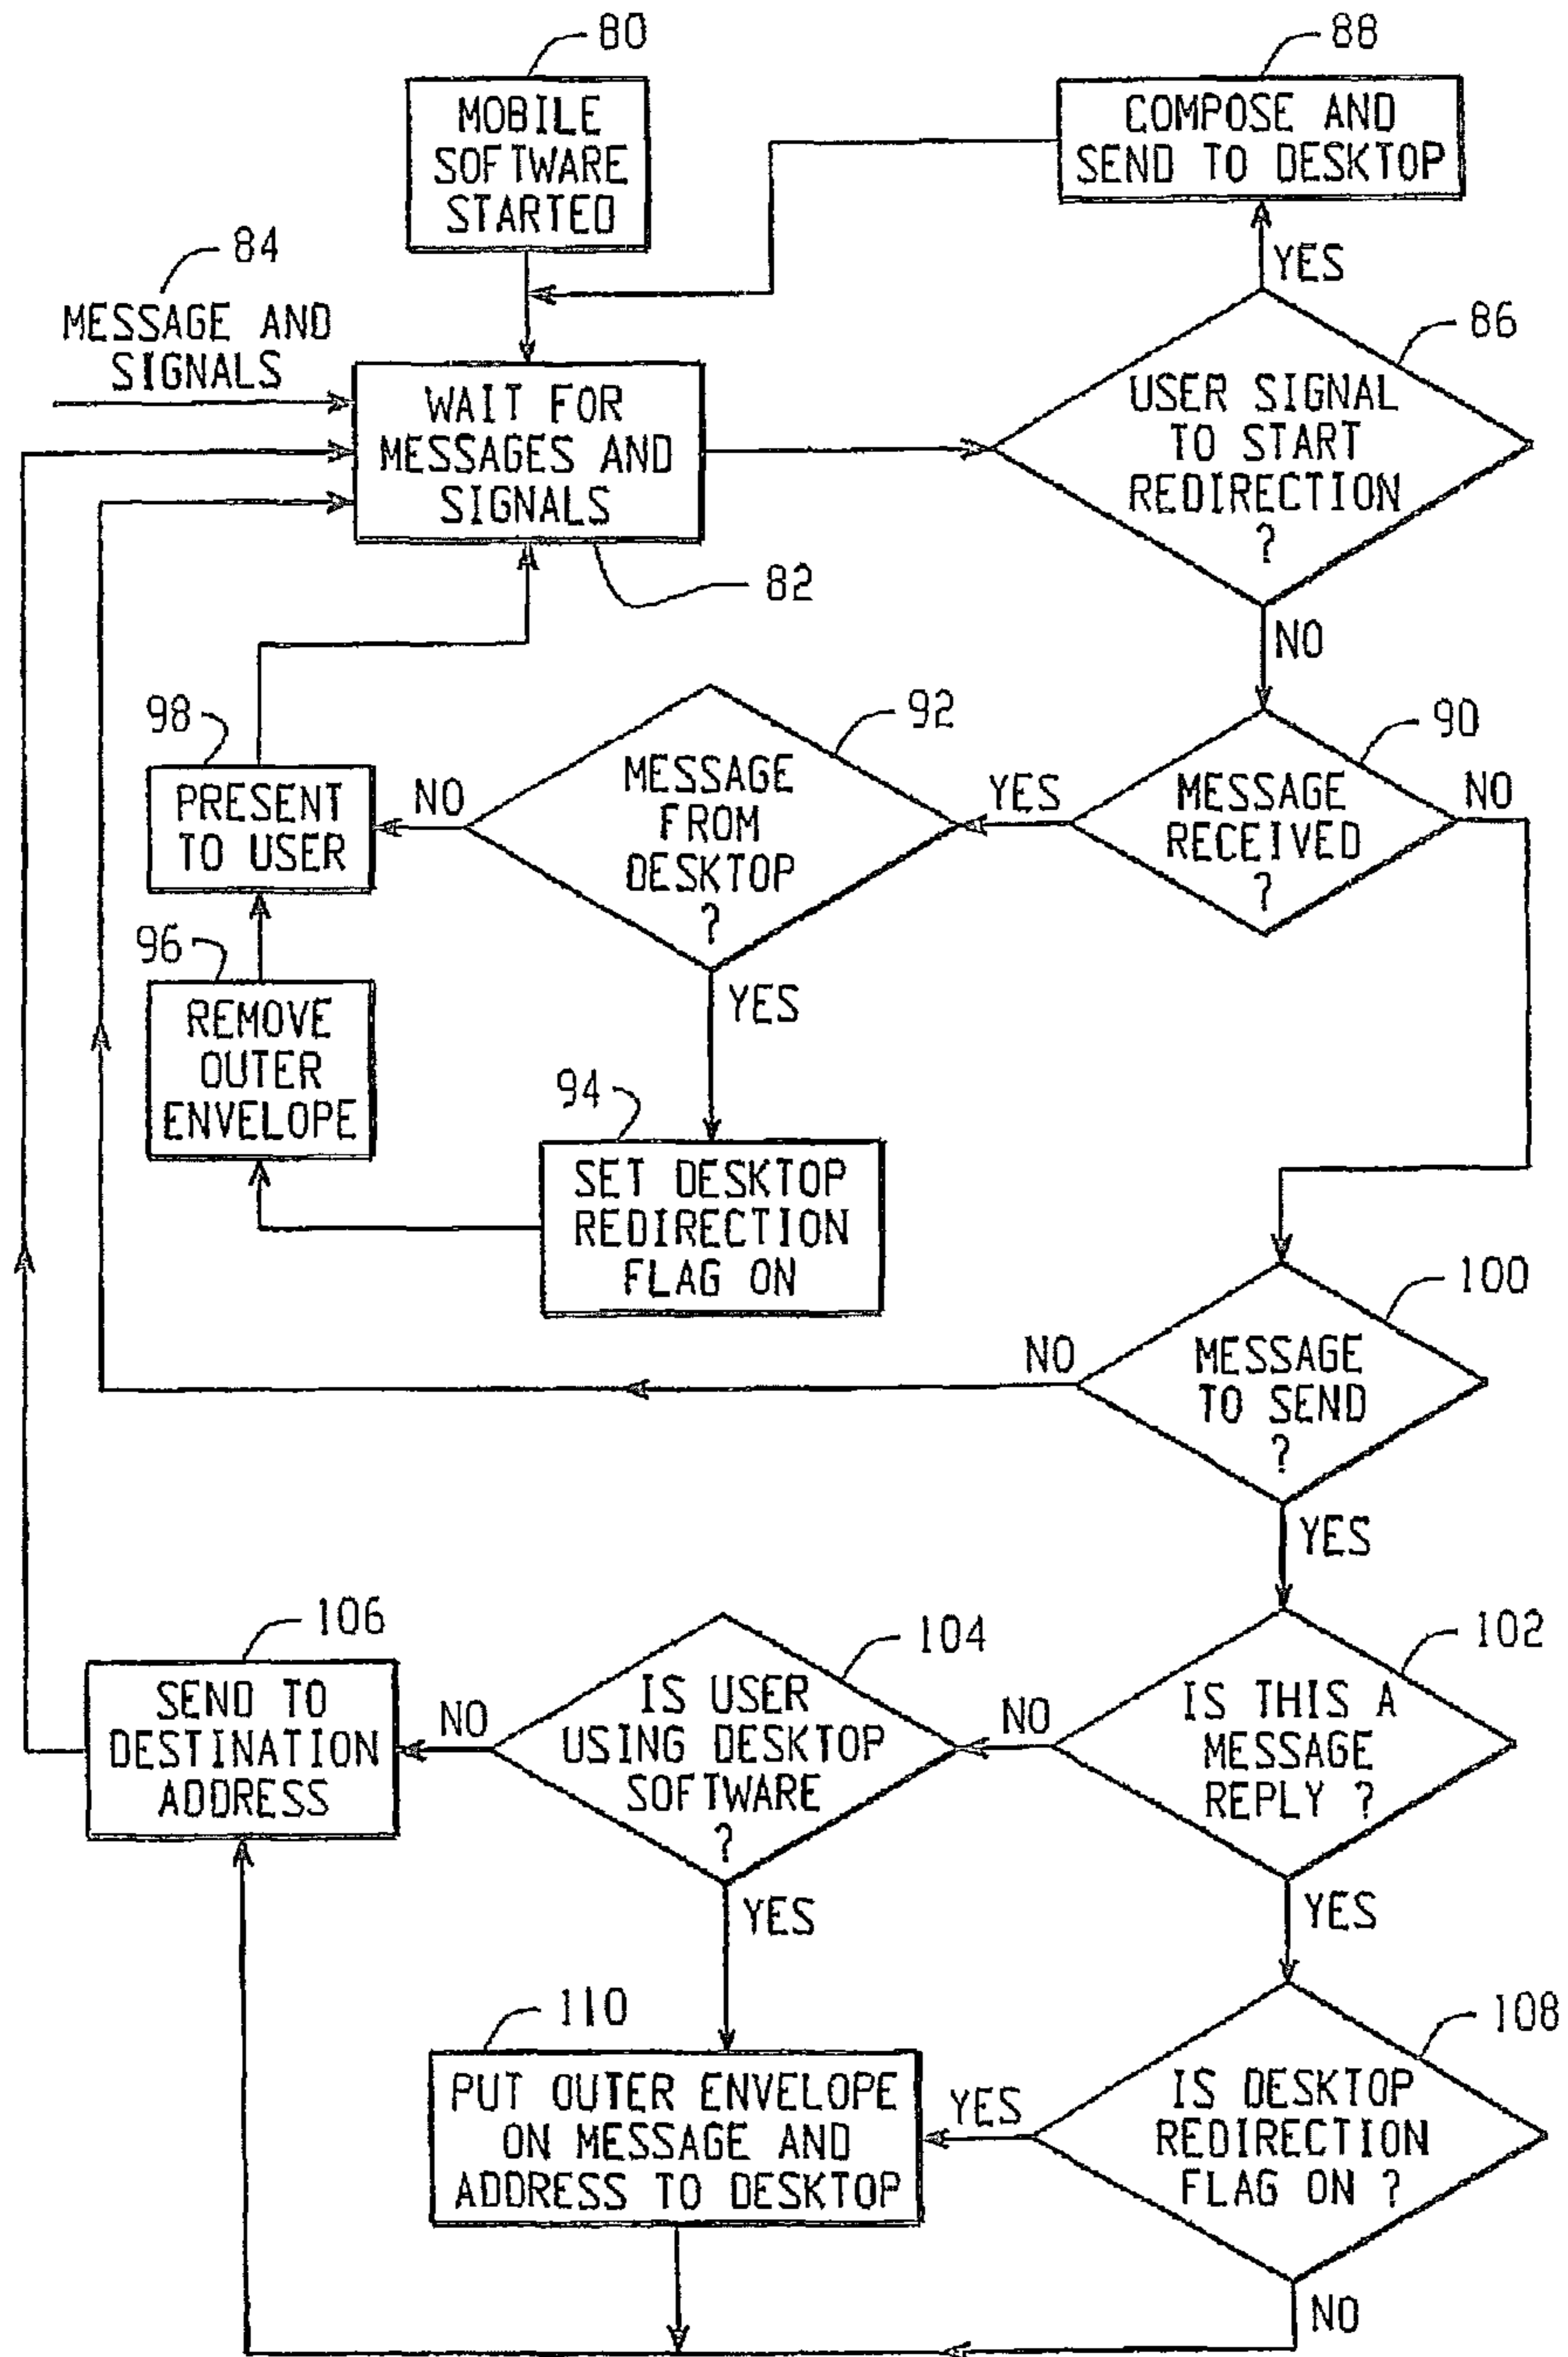 80
MOBILE
SOFTWARE
STARTED
88
COMPOSE AND
SEND TO DESKTOP
84
MESSAGE AND
SIGNALS
YES
86
USER SIGNAL
TO START
REDIRECTION
?
WAIT FOR
MESSAGES AND
SIGNALS
82
NO
98
PRESENT
TO USER
NO
92
MESSAGE
FROM
DESKTOP
?
YES
90
MESSAGE
RECEIVED
?
NO
96
REMOVE
OUTER
ENVELOPE
YES
94
SET DESKTOP
REDIRECTION
FLAG ON
100
MESSAGE
TO SEND
?
NO
YES
106
SEND TO
DESTINATION
ADDRESS
NO
104
IS USER
USING DESKTOP
SOFTWARE
?
NO
102
IS THIS A
MESSAGE
REPLY ?
YES
YES
110
PUT OUTER ENVELOPE
ON MESSAGE AND
ADDRESS TO DESKTOP
YES
108
IS DESKTOP
REDIRECTION
FLAG ON ?
NO